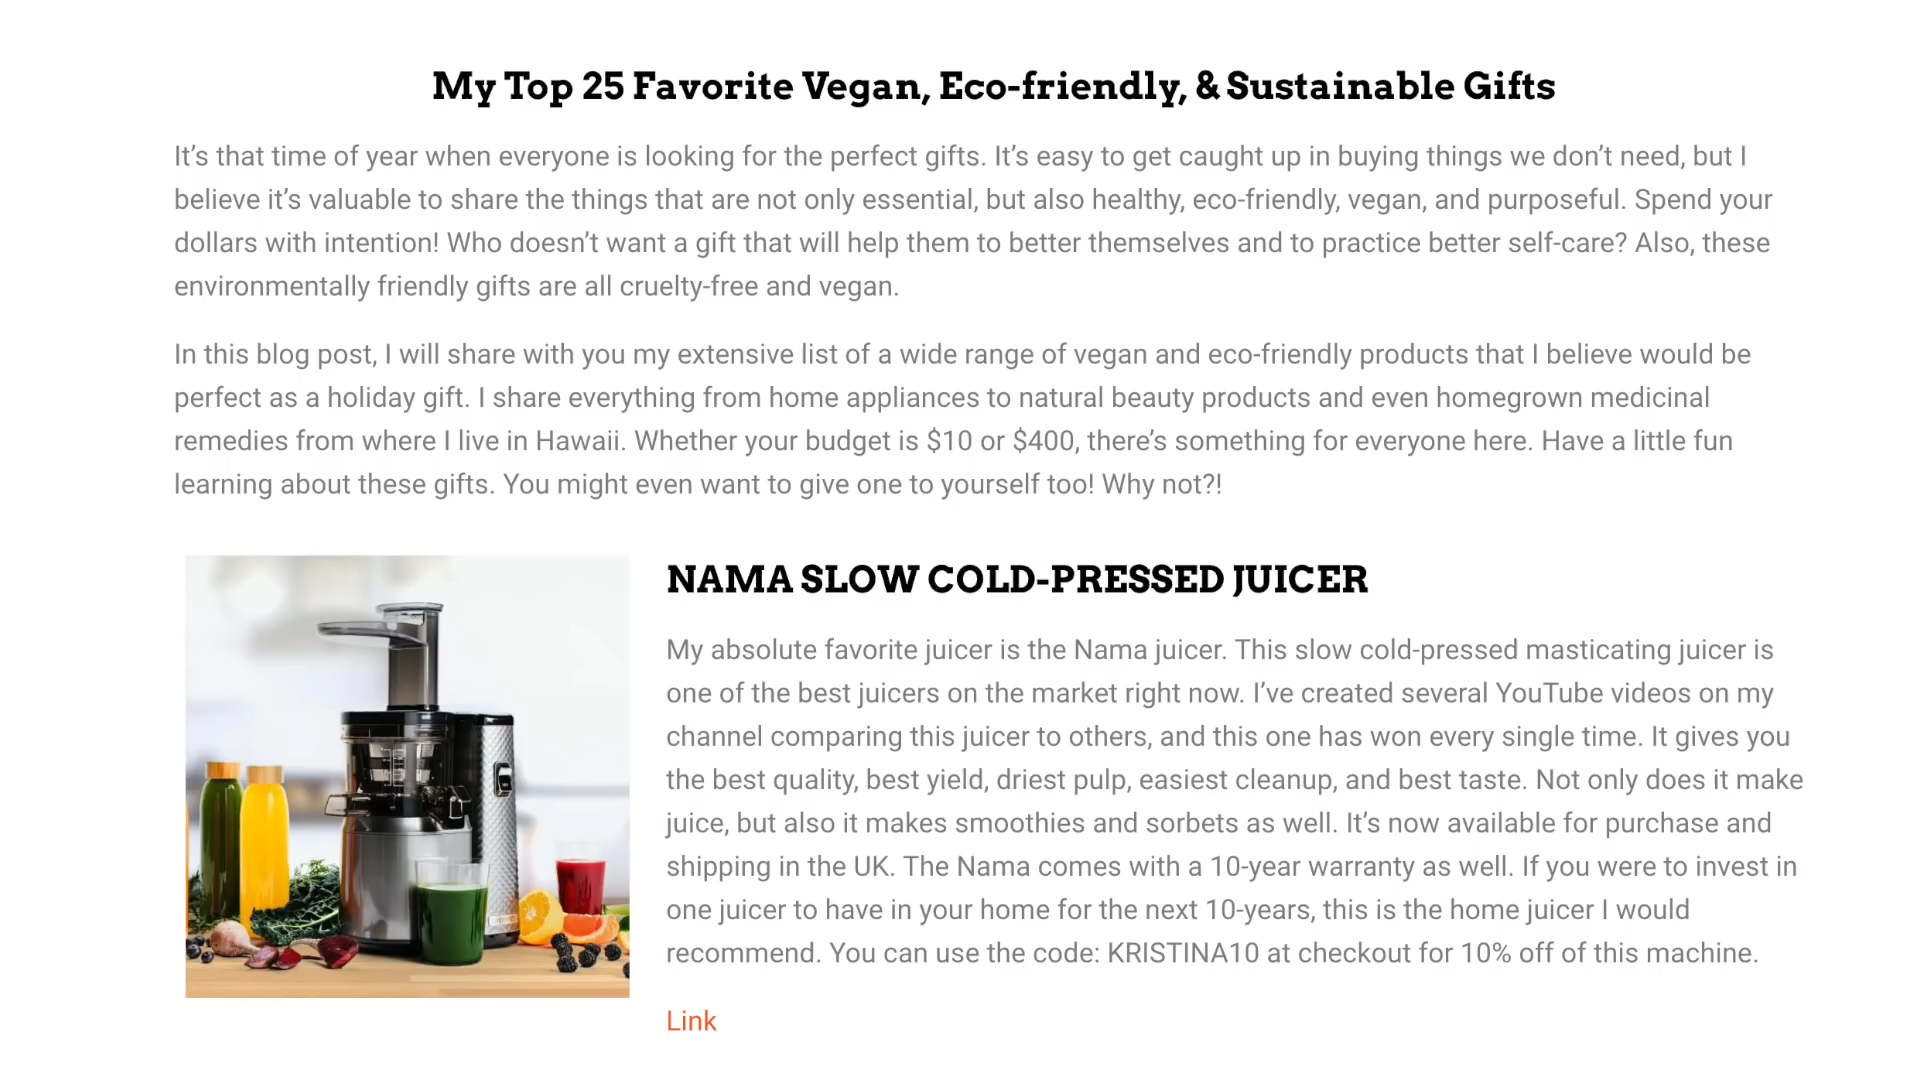 My Top 25 Favorite Vegan, Eco-friendly, & Sustainable Gifts
It’s that time of year when everyone is looking for the perfect gifts. It’s easy to get caught up in buying things we don’t need, but I
believe it’s valuable to share the things that are not only essential, but also healthy, eco-friendly, vegan, and purposeful. Spend your
dollars with intention! Who doesn’t want a gift that will help them to better themselves and to practice better self-care? Also, these
environmentally friendly gifts are all cruelty-free and vegan.
In this blog post, I will share with you my extensive list of a wide range of vegan and eco-friendly products that I believe would be
perfect as a holiday gift. I share everything from home appliances to natural beauty products and even homegrown medicinal
remedies from where I live in Hawaii. Whether your budget is $10 or $400, there’s something for everyone here. Have a little fun
learning about these gifts. You might even want to give one to yourself too! Why not?!
NAMA SLOW COLD-PRESSED JUICER
My absolute favorite juicer is the Nama juicer. This slow cold-pressed masticating juicer is
one of the best juicers on the market right now. I’ve created several YouTube videos on my
channel comparing this juicer to others, and this one has won every single time. It gives you
the best quality, best yield, driest pulp, easiest cleanup, and best taste. Not only does it make
juice, but also it makes smoothies and sorbets as well. It’s now available for purchase and
shipping in the UK. The Nama comes with a 10-year warranty as well. If you were to invest in
one juicer to have in your home for the next 10-years, this is the home juicer I would
recommend. You can use the code: KRISTINA10 at checkout for 10% off of this machine.
Link